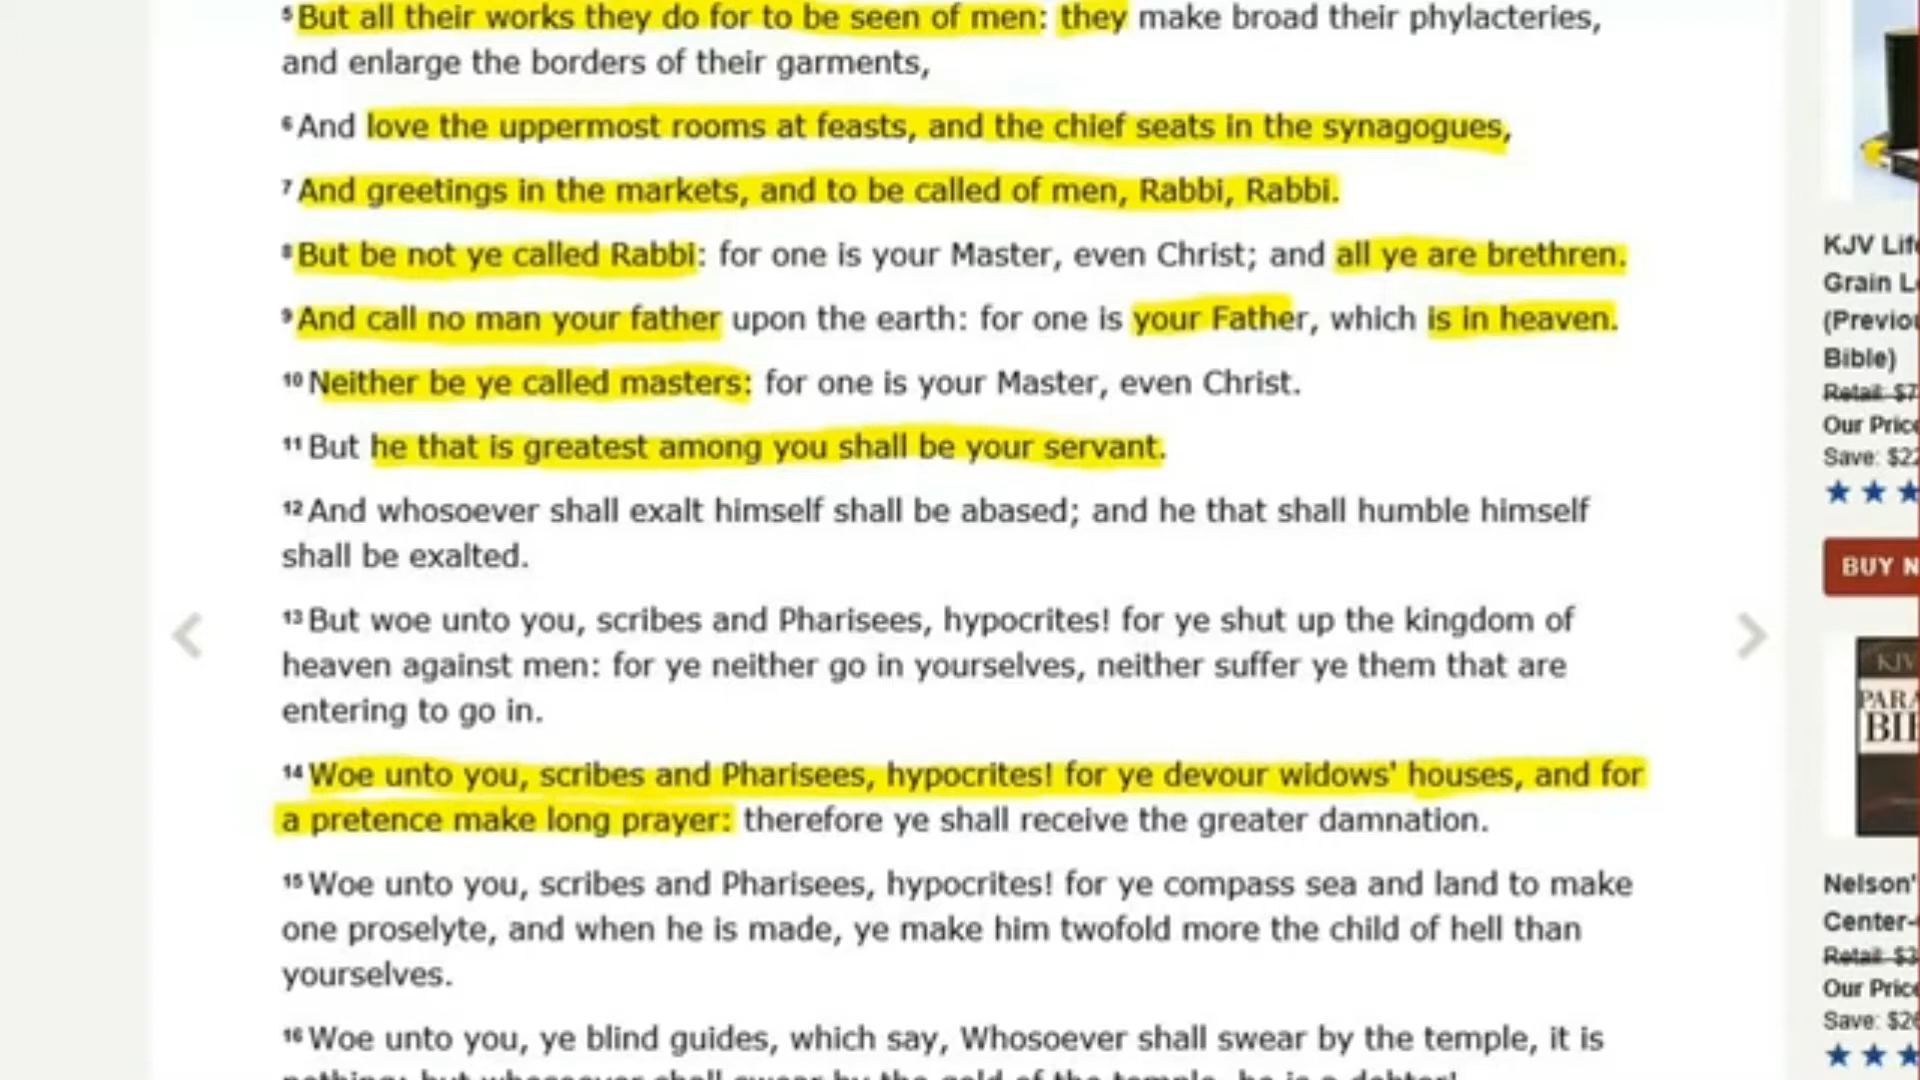 5 But all their works they do for to be seen of men: they make broad their phylacteries,
and enlarge the borders of their garments,
6 And love the uppermost rooms at feasts, and the chief seats in the synagogues,
7 And greetings in the markets, and to be called of men, Rabbi, Rabbi.
8 But be not ye called Rabbi: for one is your Master, even Christ; and all ye are brethren.
9 And call no man your father upon the earth: for one is your Father, which is in heaven.
10 Neither be ye called masters: for one is your Master, even Christ.
11 But he that is greatest among you shall be your servant.
12 And whosoever shall exalt himself shall be abased; and he that shall humble himself
shall be exalted.
13 But woe unto you, scribes and Pharisees, hypocrites! for ye shut up the kingdom of
heaven against men: for ye neither go in yourselves, neither suffer ye them that are
entering to go in.
14 Woe unto you, scribes and Pharisees, hypocrites! for ye devour widows' houses, and for
a pretence make long prayer: therefore ye shall receive the greater damnation.
15 Woe unto you, scribes and Pharisees, hypocrites! for ye compass sea and land to make
one proselyte, and when he is made, ye make him twofold more the child of hell than
yourselves.
16 Woe unto you, ye blind guides, which say, Whosoever shall swear by the temple, it is
KJV
Grain
Bible)
Retail:
Our
Save:
BUY
KJV
Nelson'
Center-
Retail:
Our
Save: